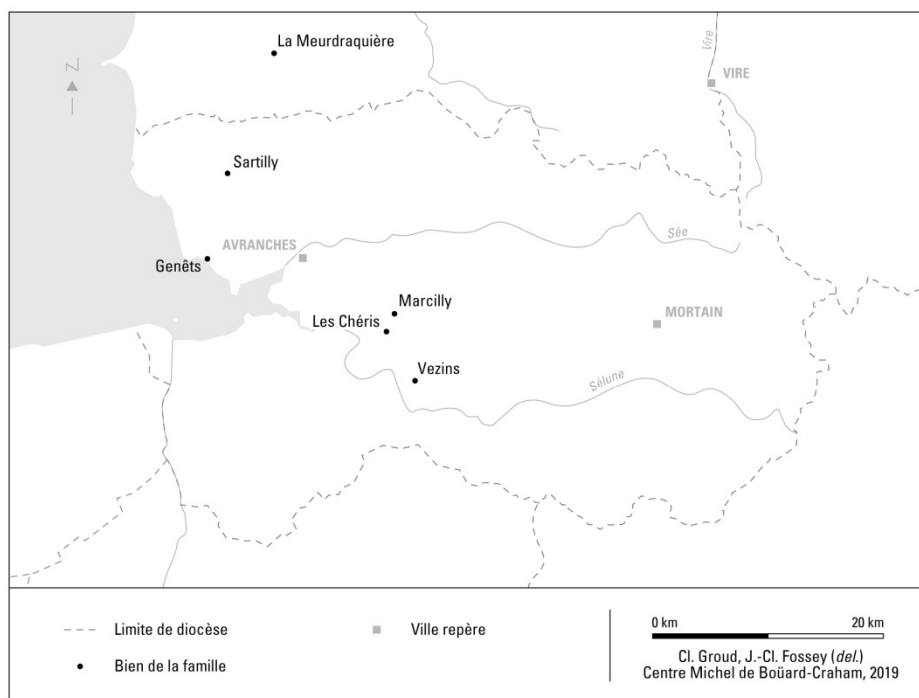 La Meurdraquière
N
Vire
VIRE
Sartilly
Sée
AVRANCHES
Genêts
Marcilly
Les Chéris
MORTAIN
Vezins
Sélune
Limite de diocèse
Ville repère
Bien de la famille
0 km 20 km
Cl. Groud, J.-Cl. Fossey (del.)
Centre Michel de Boüard-Craham, 2019